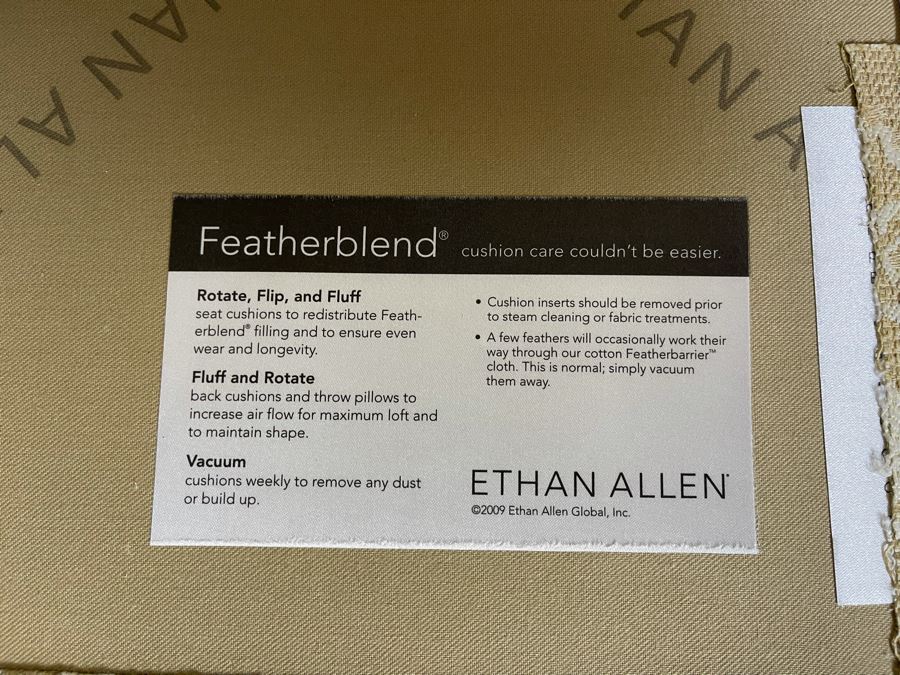 HAN AL
HAN A
Featherblend® cushion care couldn't be easier.
Rotate, Flip, and Fluff
seat cushions to redistribute Feath-
erblend® filling and to ensure even
wear and longevity.
Fluff and Rotate
back cushions and throw pillows to
increase air flow for maximum loft and
to maintain shape.
Vacuum
cushions weekly to remove any dust
or build up.
• Cushion inserts should be removed prior
to steam cleaning or fabric treatments.
• A few feathers will occasionally work their
way through our cotton Featherbarrier™
cloth. This is normal; simply vacuum
them away.
ETHAN ALLEN®
©2009 Ethan Allen Global, Inc.